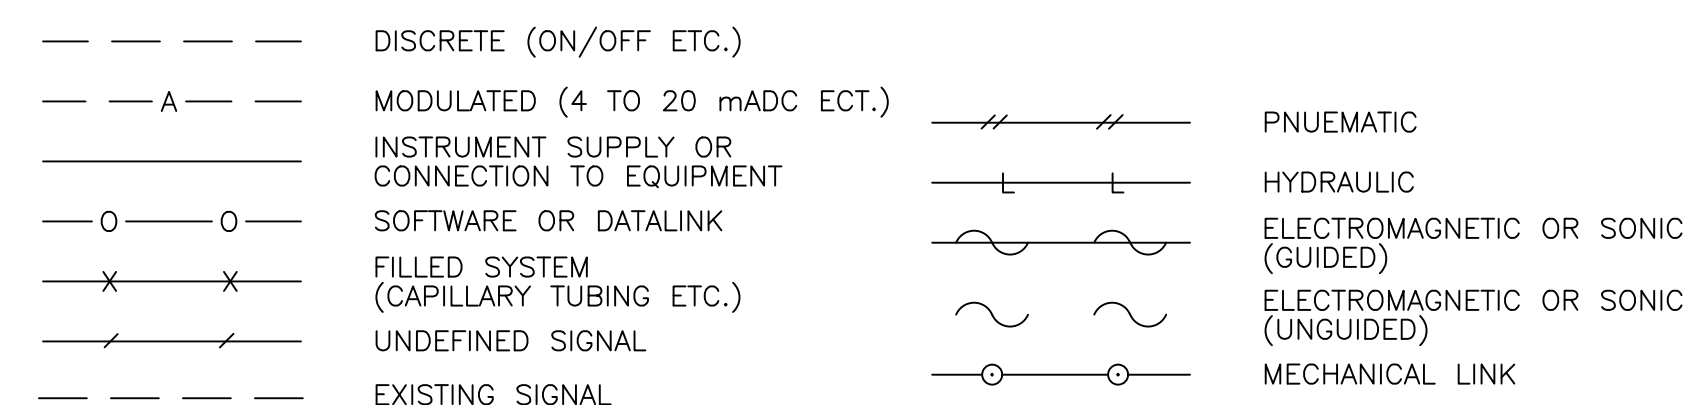 DISCRETE (ON/OFF ETC.)
A
MODULATED (4 TO 20 mADC ECT.)
INSTRUMENT SUPPLY OR
CONNECTION TO EQUIPMENT
O O
SOFTWARE OR DATALINK
X X
FILLED SYSTEM
(CAPILLARY TUBING ETC.)
UNDEFINED SIGNAL
EXISTING SIGNAL
PNUEMATIC
L L
HYDRAULIC
ELECTROMAGNETIC OR SONIC
(GUIDED)
ELECTROMAGNETIC OR SONIC
(UNGUIDED)
MECHANICAL LINK